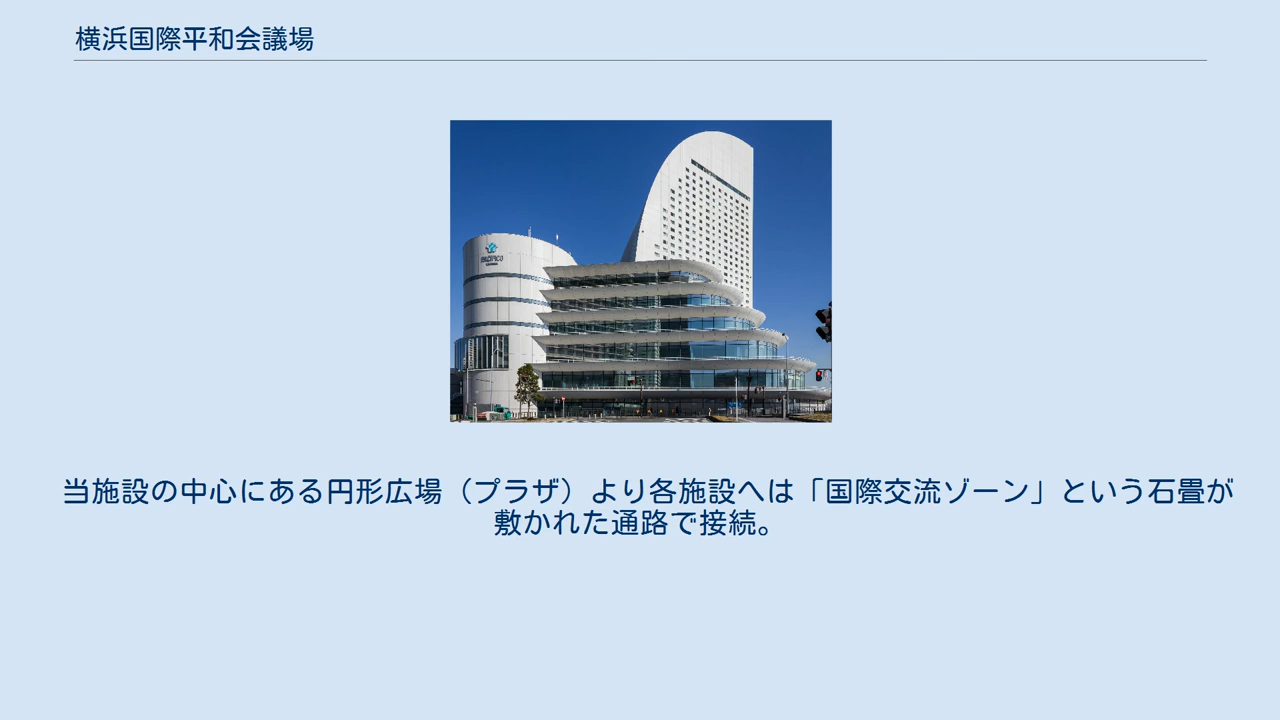 横浜国際平和会議場
PACIFICO
当施設の中心にある円形広場（プラザ）より各施設へは「国際交流ゾーン」という石畳が
敷かれた通路で接続。